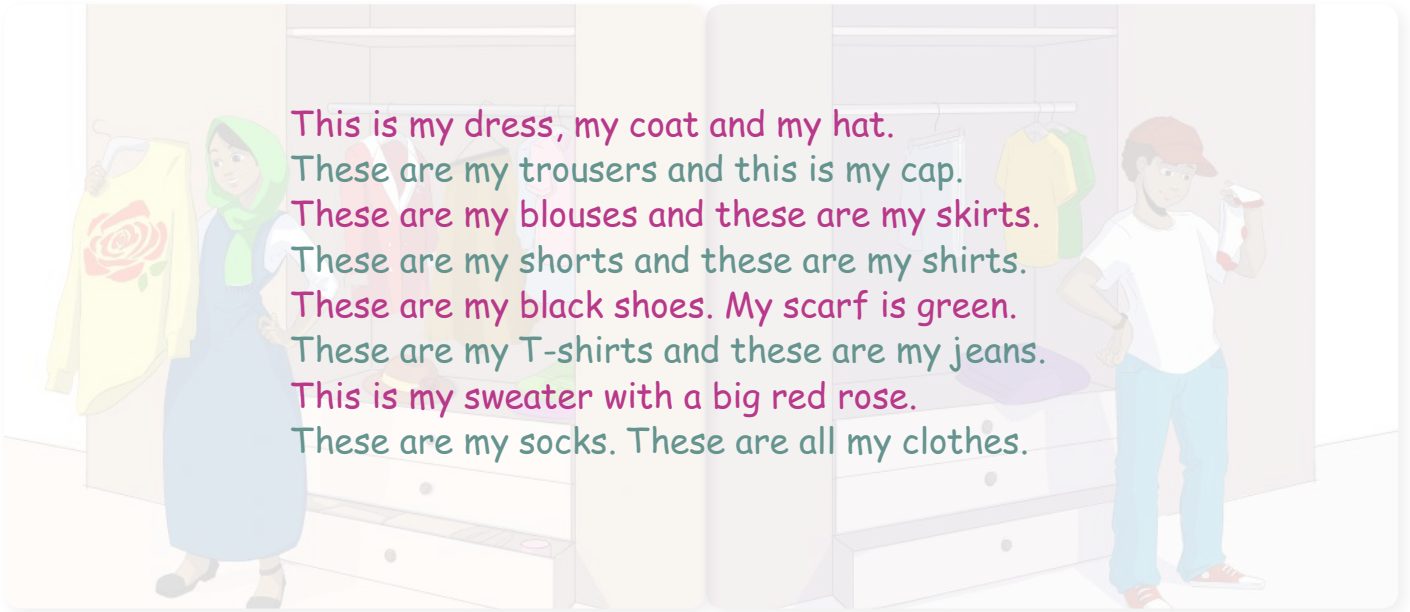 This is my dress, my coat and my hat.
These are my trousers and this is my cap.
These are my blouses and these are my skirts.
These are my shorts and these are my shirts.
These are my black shoes. My scarf is green.
These are my T-shirts and these are my jeans.
This is my sweater with a big red rose.
These are my socks. These are all my clothes.